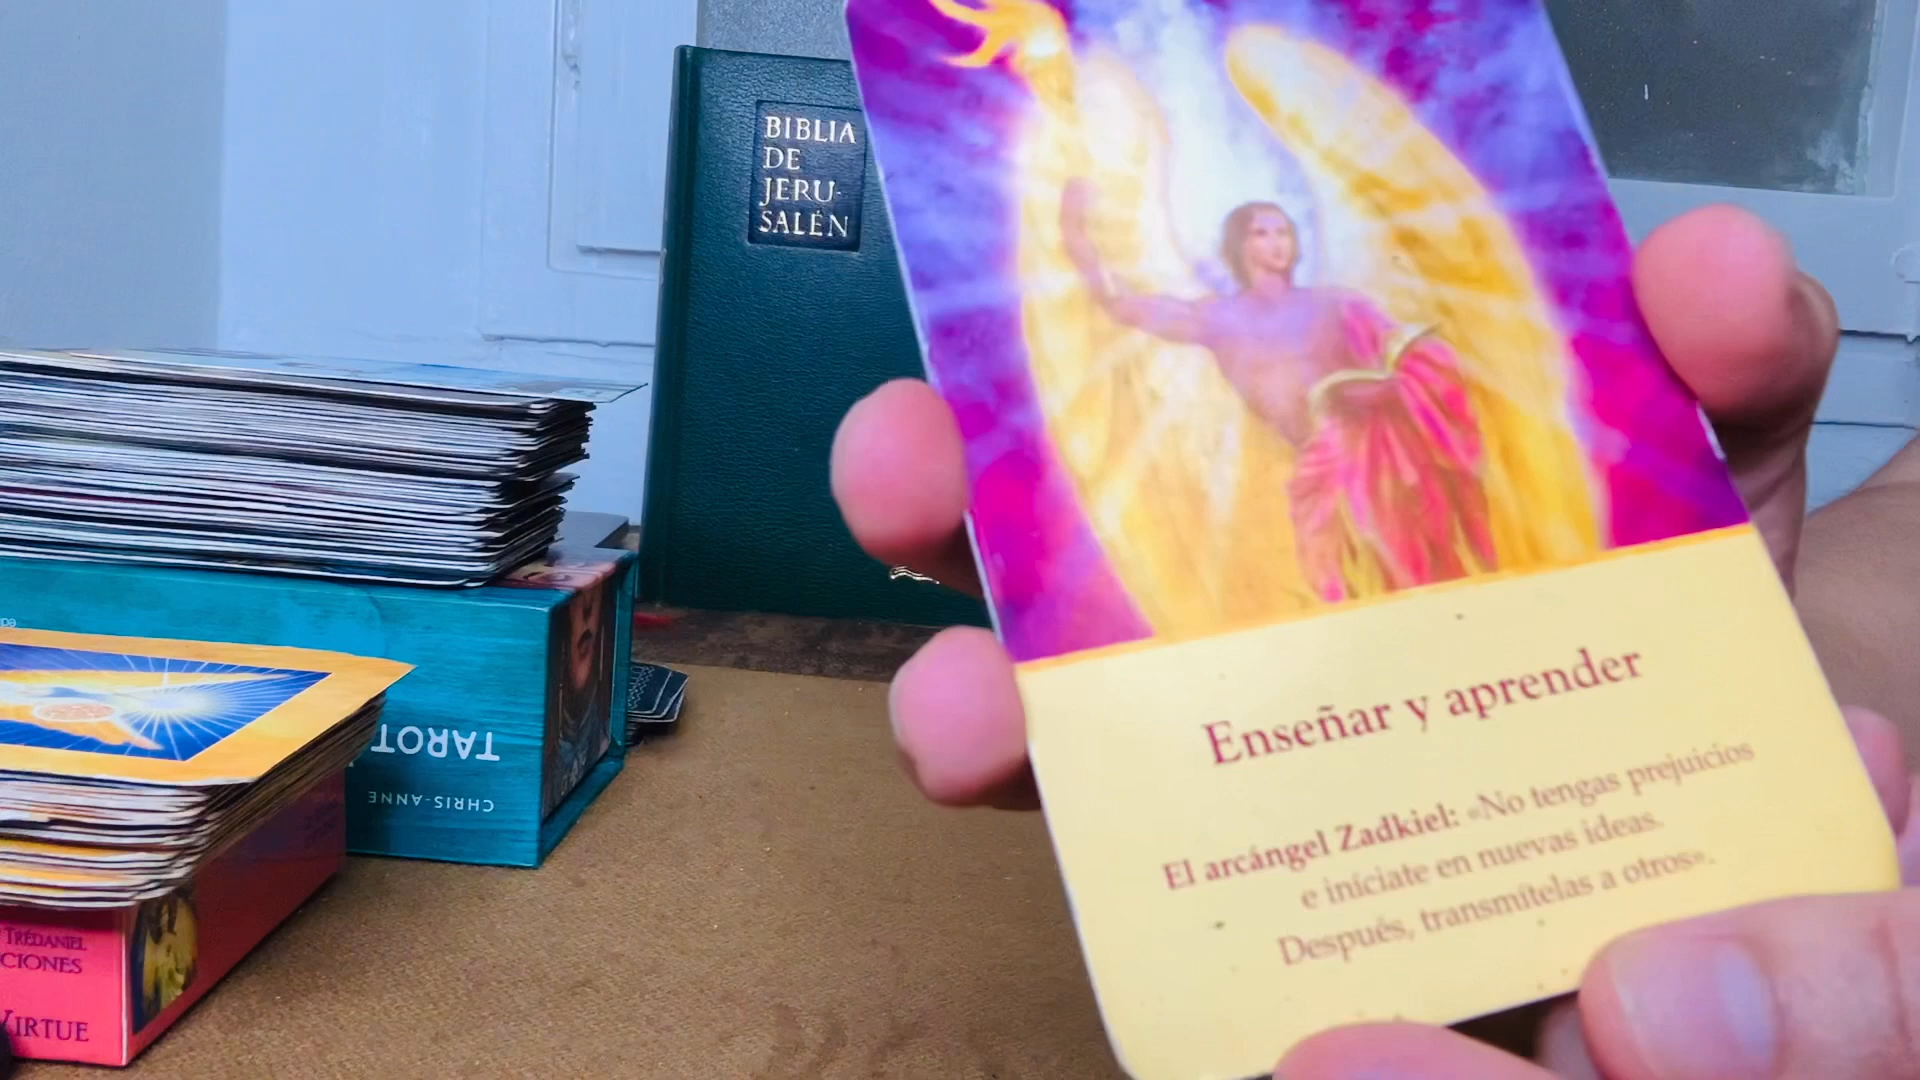 BIBLIA
DE
JERU-
SALÉN
Enseñar y aprender
El arcángel Zadkiel: «No tengas prejuicios
e iníciate en nuevas ideas.
Después, transmítelas a otros».
TAROT
CHRIS-ANNE
TRÉDANIEL
CIONES
VIRTUE